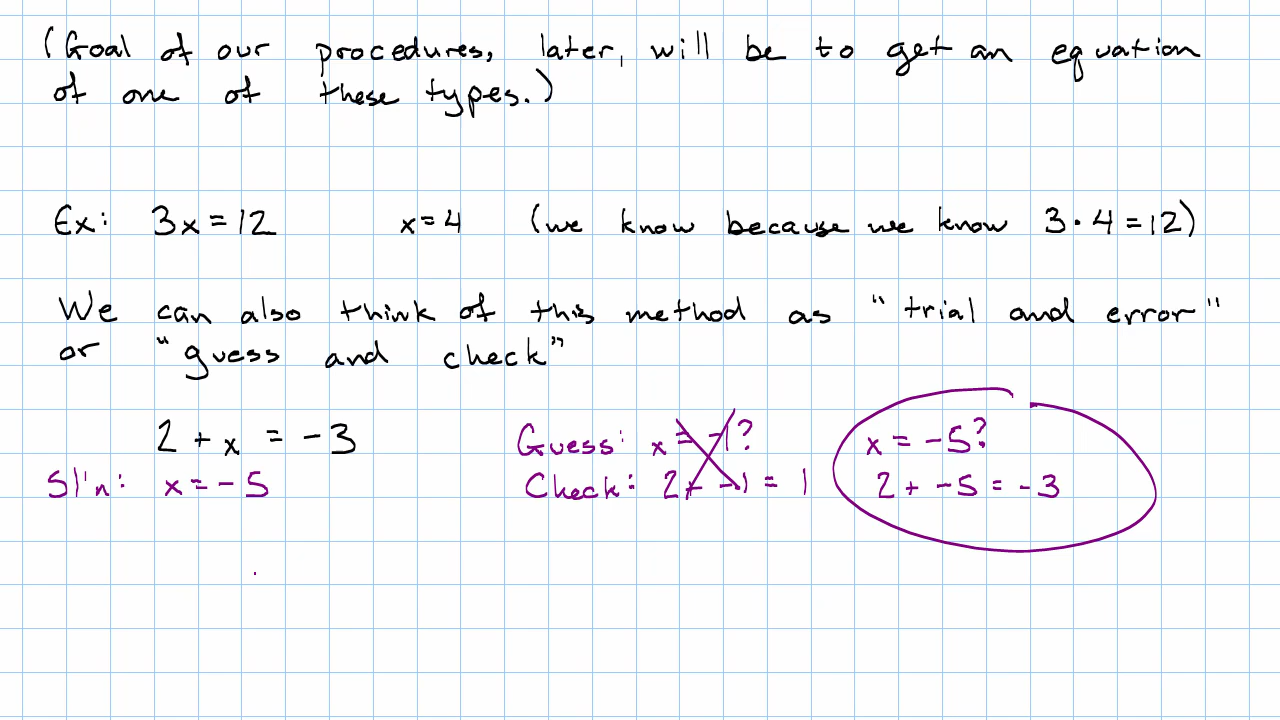 (Goal of our procedures, later, will be to get an equation
of one of these types.)
Ex: 3x = 12 x = 4 (we know because we know 3 · 4 = 12)
We can also think of this method as "trial and error"
or "guess and check"
2 + x = -3 Guess: x = -1? x = -5?
Sl'n: x = -5 Check: 2 + -1 = 1 2 + -5 = -3